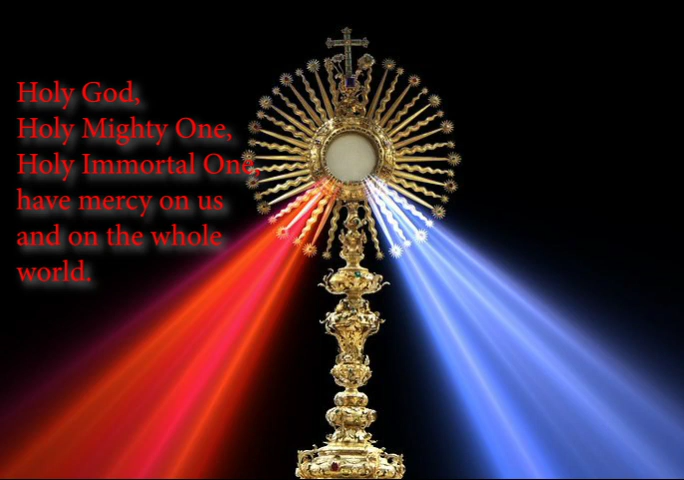 Holy God,
Holy Mighty One,
Holy Immortal One,
have mercy on us
and on the whole
world.